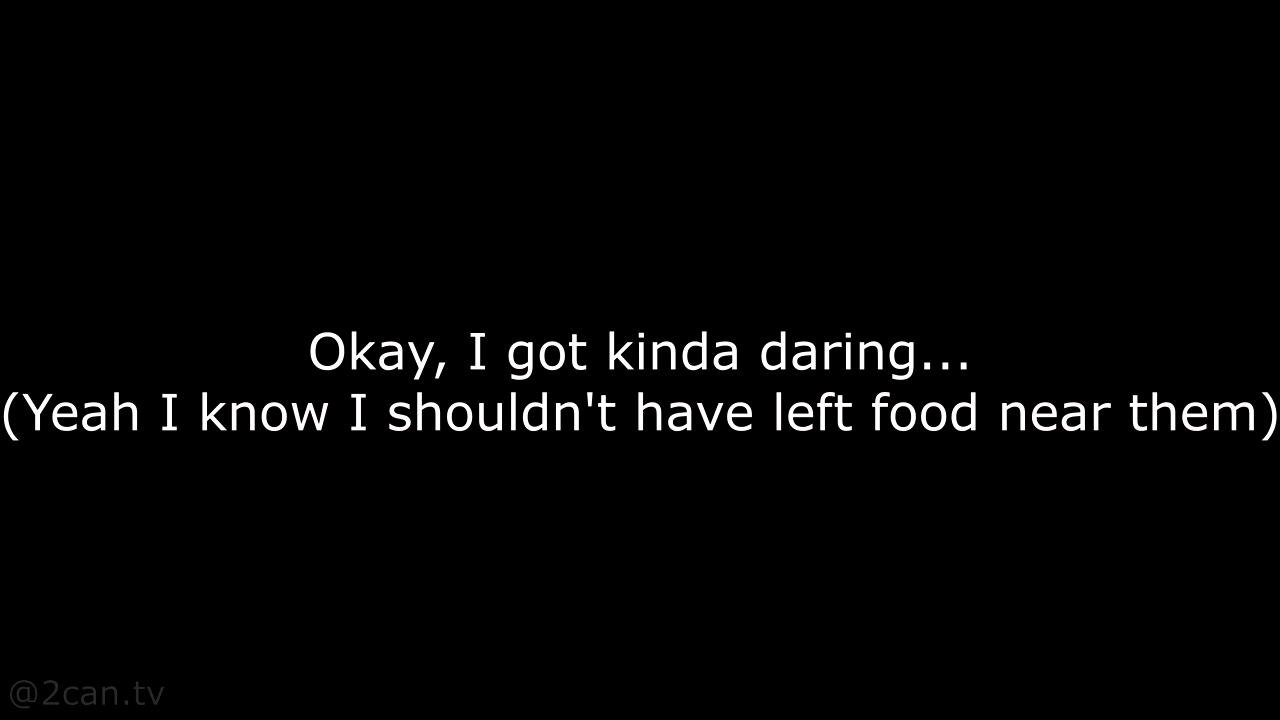 Okay, I got kinda daring...
(Yeah I know I shouldn't have left food near them)
@2can.tv